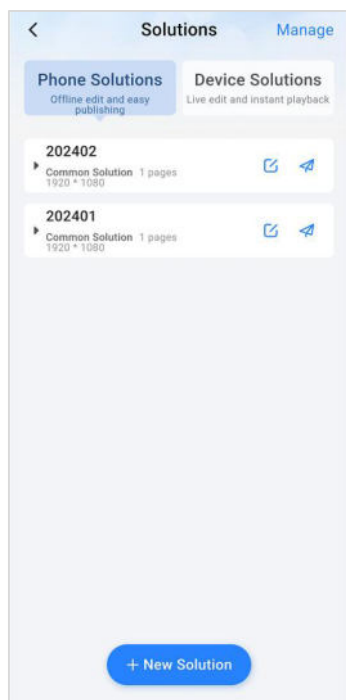 Solutions Manage
Phone Solutions
Offline edit and easy
publishing
Device Solutions
Live edit and instant playback
202402
Common Solution 1 pages
1920 * 1080
202401
Common Solution 1 pages
1920 * 1080
+ New Solution